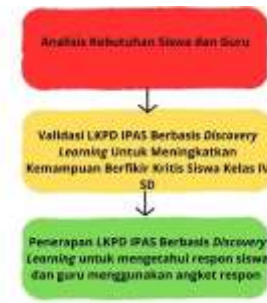 Analisis Kebutuhan Siswa dan Guru
Validasi LKPD IPAS Berbasis Discovery
Learning Untuk Meningkatkan
Kemampuan Berfikir Kritis Siswa Kelas IV
SD
Penerapan LKPD IPAS Berbasis Discovery
Learning untuk mengetahui respon siswa
dan guru menggunakan angket respon